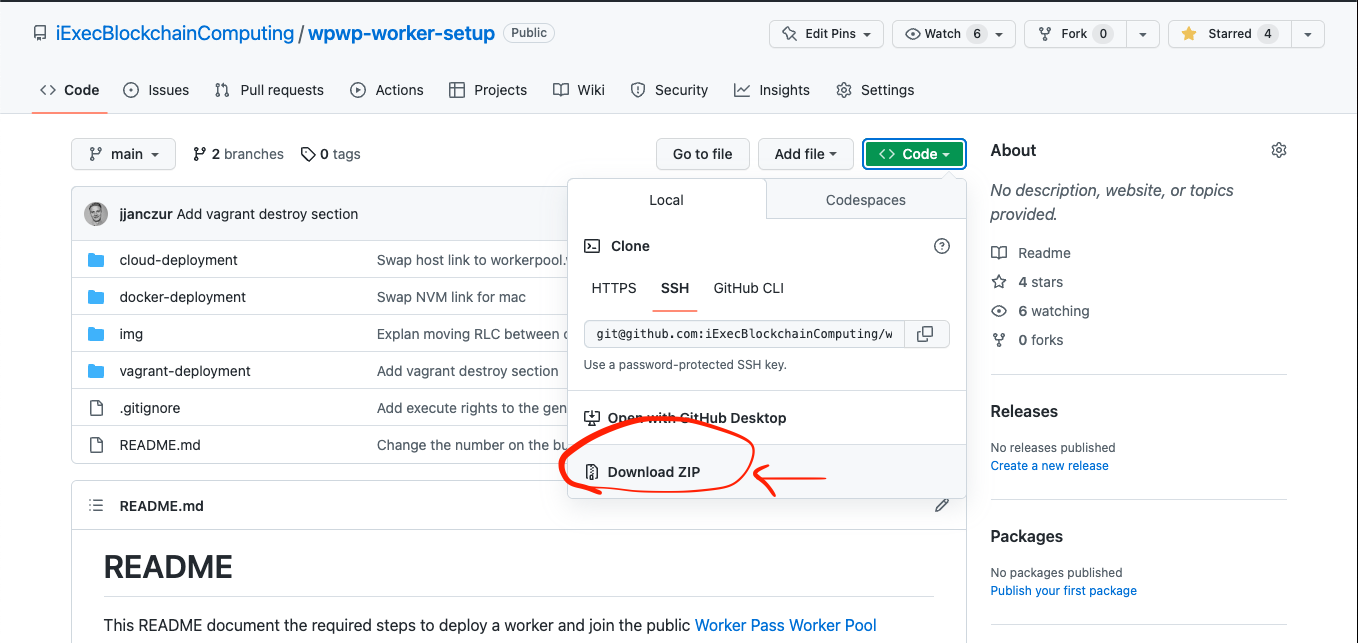 iExecBlockchainComputing / wpwp-worker-setup Public
Edit Pins Watch 6 Fork 0 Starred 4
Code Issues Pull requests Actions Projects Wiki Security Insights Settings
main 2 branches 0 tags Go to file Add file Code
jjanczur Add vagrant destroy section
cloud-deployment Swap host link to workerpool.
docker-deployment Swap NVM link for mac
img Explan moving RLC between
vagrant-deployment Add vagrant destroy section
.gitignore Add execute rights to the gen
README.md Change the number on the bu
Local Codespaces
Clone
HTTPS SSH GitHub CLI
git@github.com:iExecBlockchainComputing/w
Use a password-protected SSH key.
Open with GitHub Desktop
Download ZIP
README.md
README
This README document the required steps to deploy a worker and join the public Worker Pass Worker Pool
About
No description, website, or topics
provided.
Readme
4 stars
6 watching
0 forks
Releases
No releases published
Create a new release
Packages
No packages published
Publish your first package